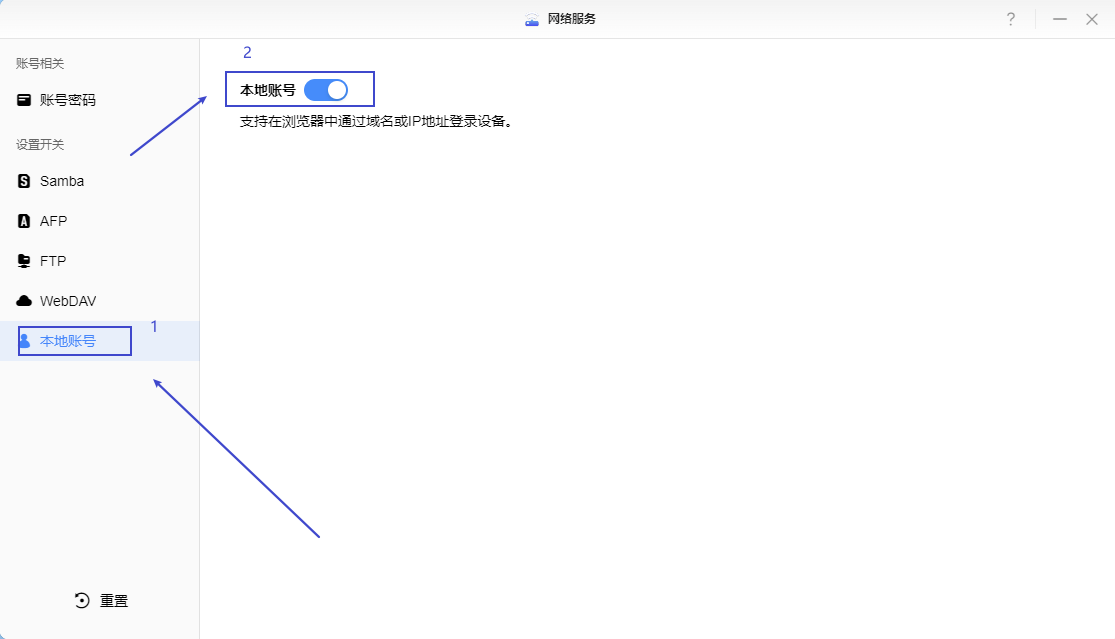 网络服务
?
账号相关
账号密码
设置开关
Samba
AFP
FTP
WebDAV
本地账号
1
重置
2
本地账号
支持在浏览器中通过域名或IP地址登录设备。